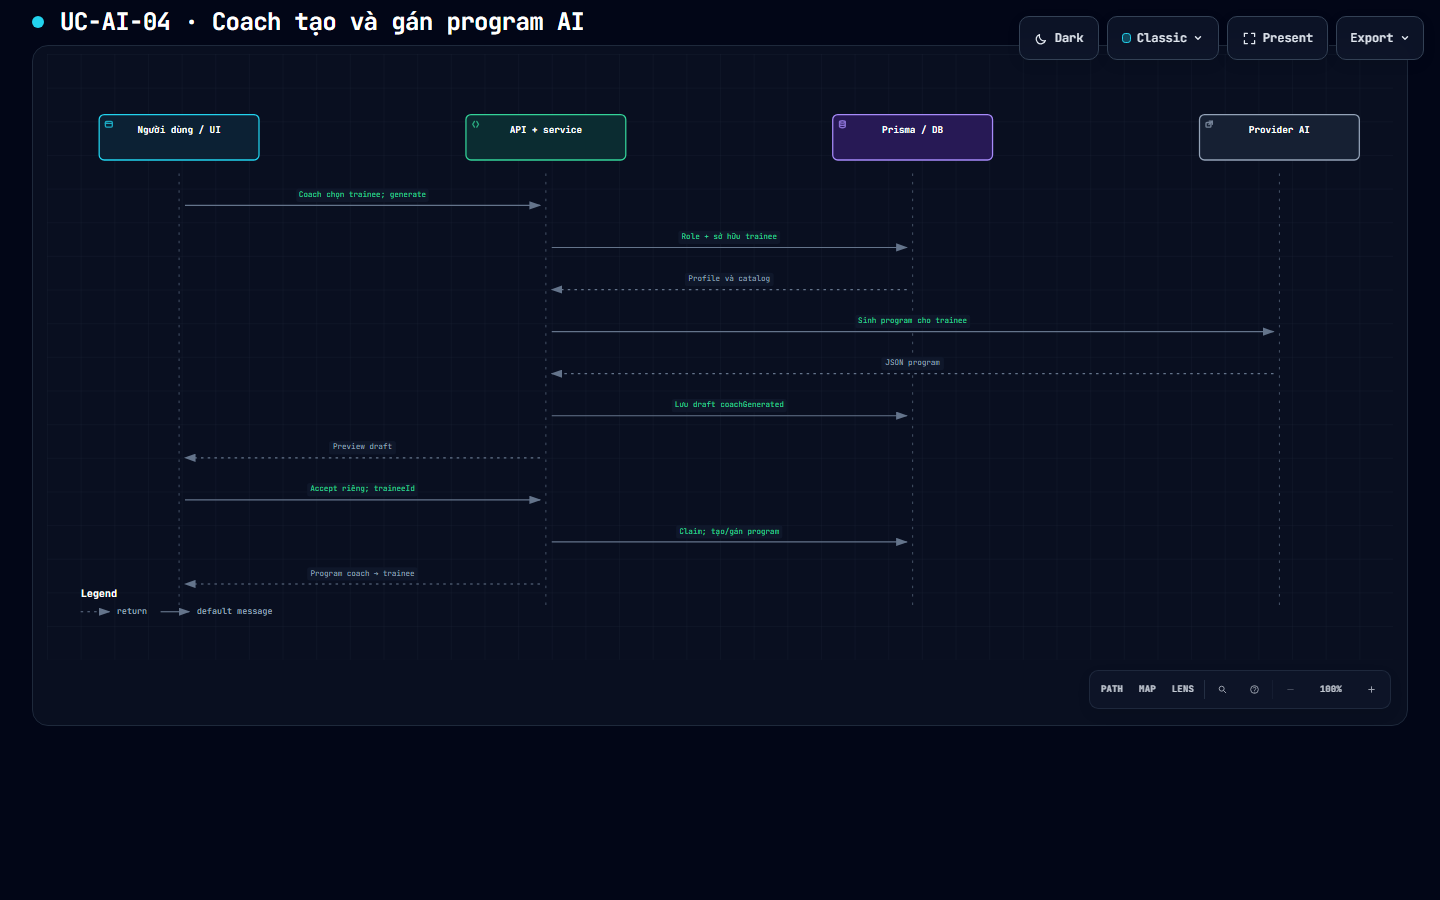 UC-AI-04 · Coach tạo và gán program AI
Dark
Classic
Present
Export
Người dùng / UI
API + service
Prisma / DB
Provider AI
Coach chọn trainee; generate
Role + sở hữu trainee
Profile và catalog
Sinh program cho trainee
JSON program
Lưu draft coachGenerated
Preview draft
Accept riêng; traineeId
Claim; tạo/gán program
Program coach → trainee
Legend
return
default message
PATH
MAP
LENS
100%